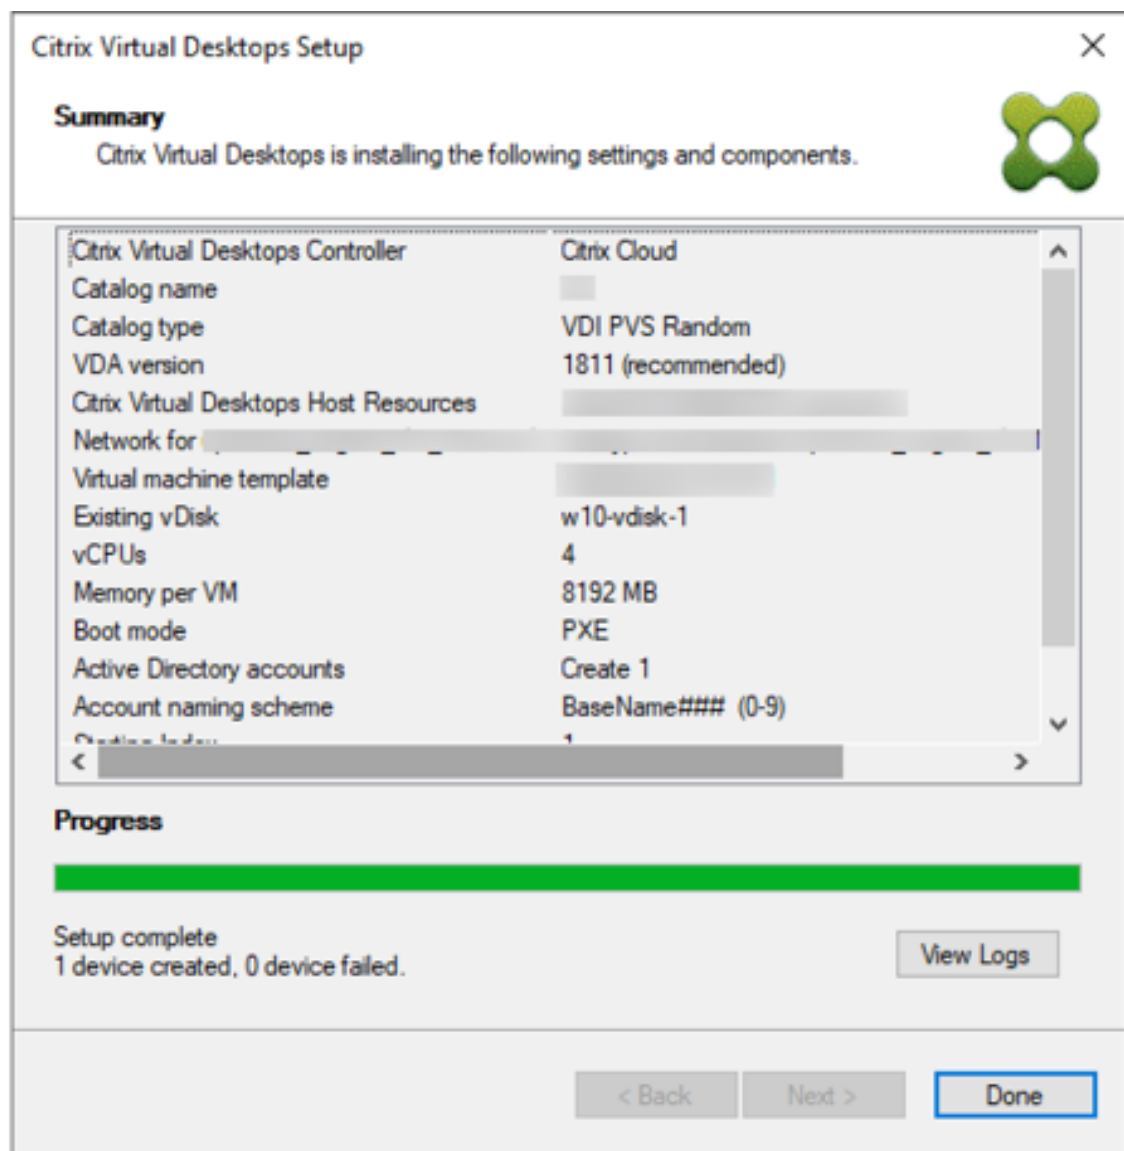 Citrix Virtual Desktops Setup
Summary
Citrix Virtual Desktops is installing the following settings and components.
Citrix Virtual Desktops Controller Citrix Cloud
Catalog name
Catalog type VDI PVS Random
VDA version 1811 (recommended)
Citrix Virtual Desktops Host Resources
Network for
Virtual machine template
Existing vDisk w10-vdisk-1
vCPUs 4
Memory per VM 8192 MB
Boot mode PXE
Active Directory accounts Create 1
Account naming scheme BaseName### (0-9)
Starting Index 1
Progress
Setup complete
1 device created, 0 device failed.
View Logs
< Back Next > Done